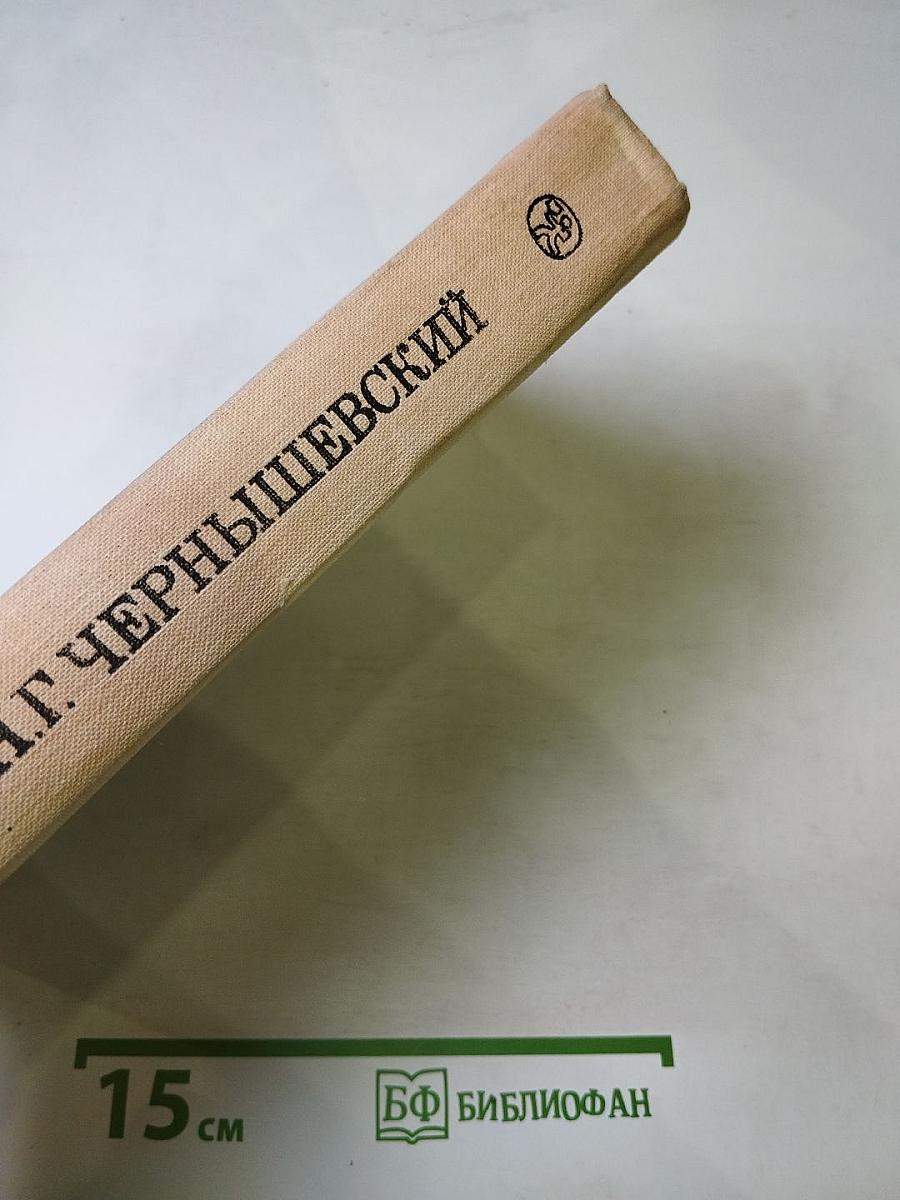 Н.Г. ЧЕРНЫШЕВСКИЙ
15 см
БФ БИБЛИОФАН